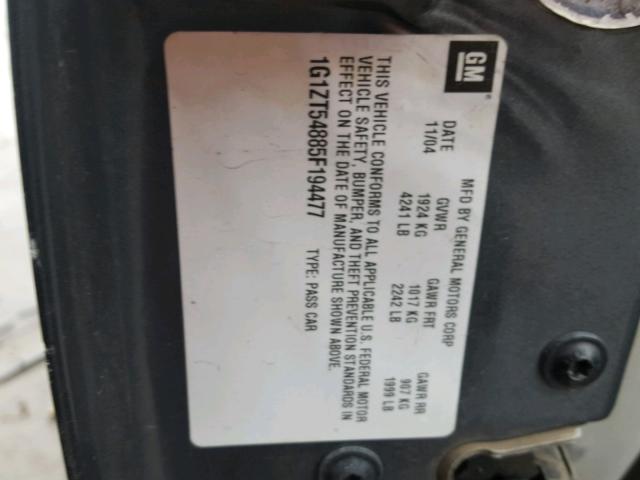 GM
MFD BY GENERAL MOTORS CORP
DATE GVWR GAWR FRT GAWR RR
11/04 1924 KG 1017 KG 907 KG
4241 LB 2242 LB 1999 LB
THIS VEHICLE CONFORMS TO ALL APPLICABLE U.S. FEDERAL MOTOR
VEHICLE SAFETY, BUMPER, AND THEFT PREVENTION STANDARDS IN
EFFECT ON THE DATE OF MANUFACTURE SHOWN ABOVE.
1G1ZT54885F194477 TYPE: PASS CAR